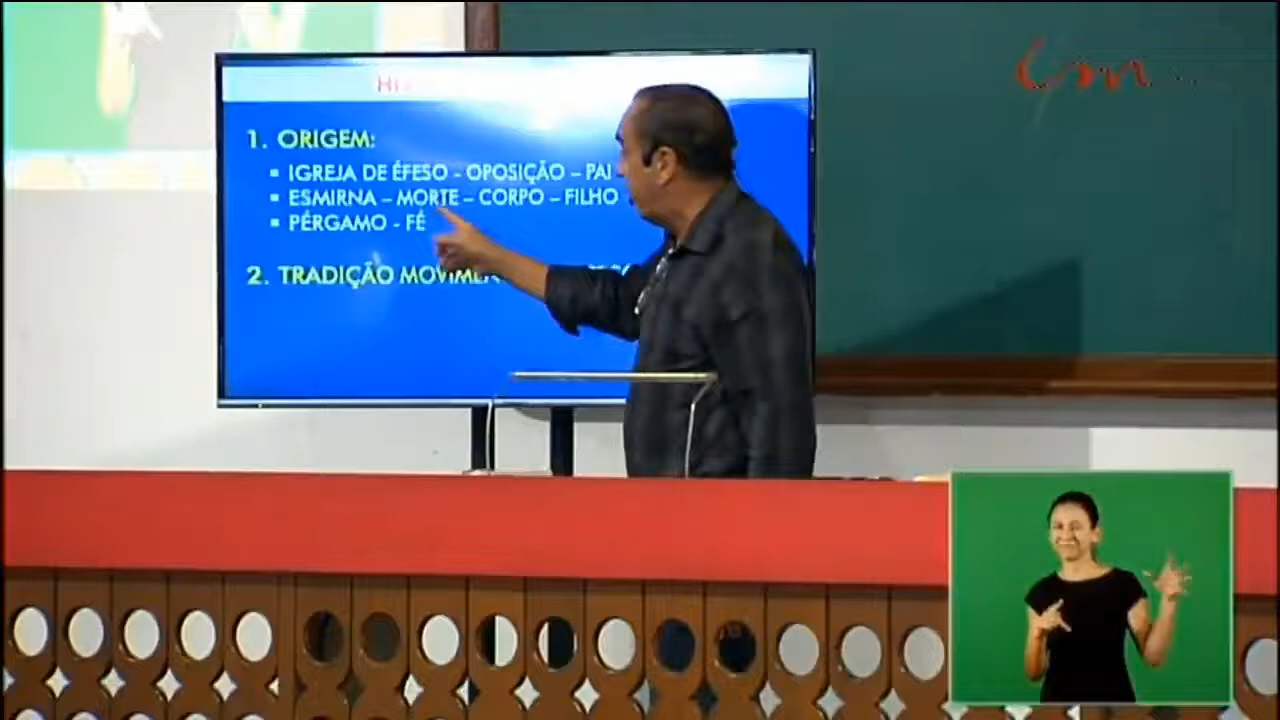 1. ORIGEM:
▪ IGREJA DE ÉFESO - OPOSIÇÃO – PAI
▪ ESMIRNA – MORTE – CORPO – FILHO
▪ PÉRGAMO - FÉ
2. TRADIÇÃO